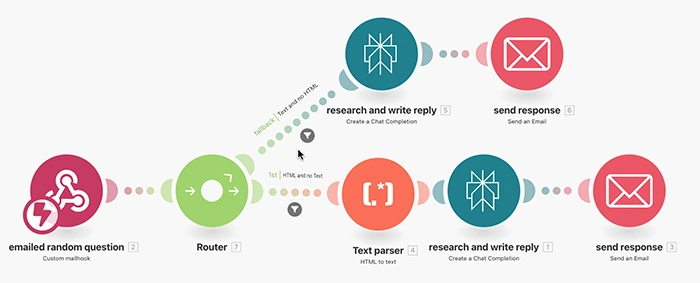 fallback | Text and no HTML
research and write reply 5
Create a Chat Completion
send response 6
Send an Email
1st | HTML and no Text
[.*]
emailed random question 2
Custom mailhook
Router 7
Text parser 4
HTML to text
research and write reply 1
Create a Chat Completion
send response 3
Send an Email